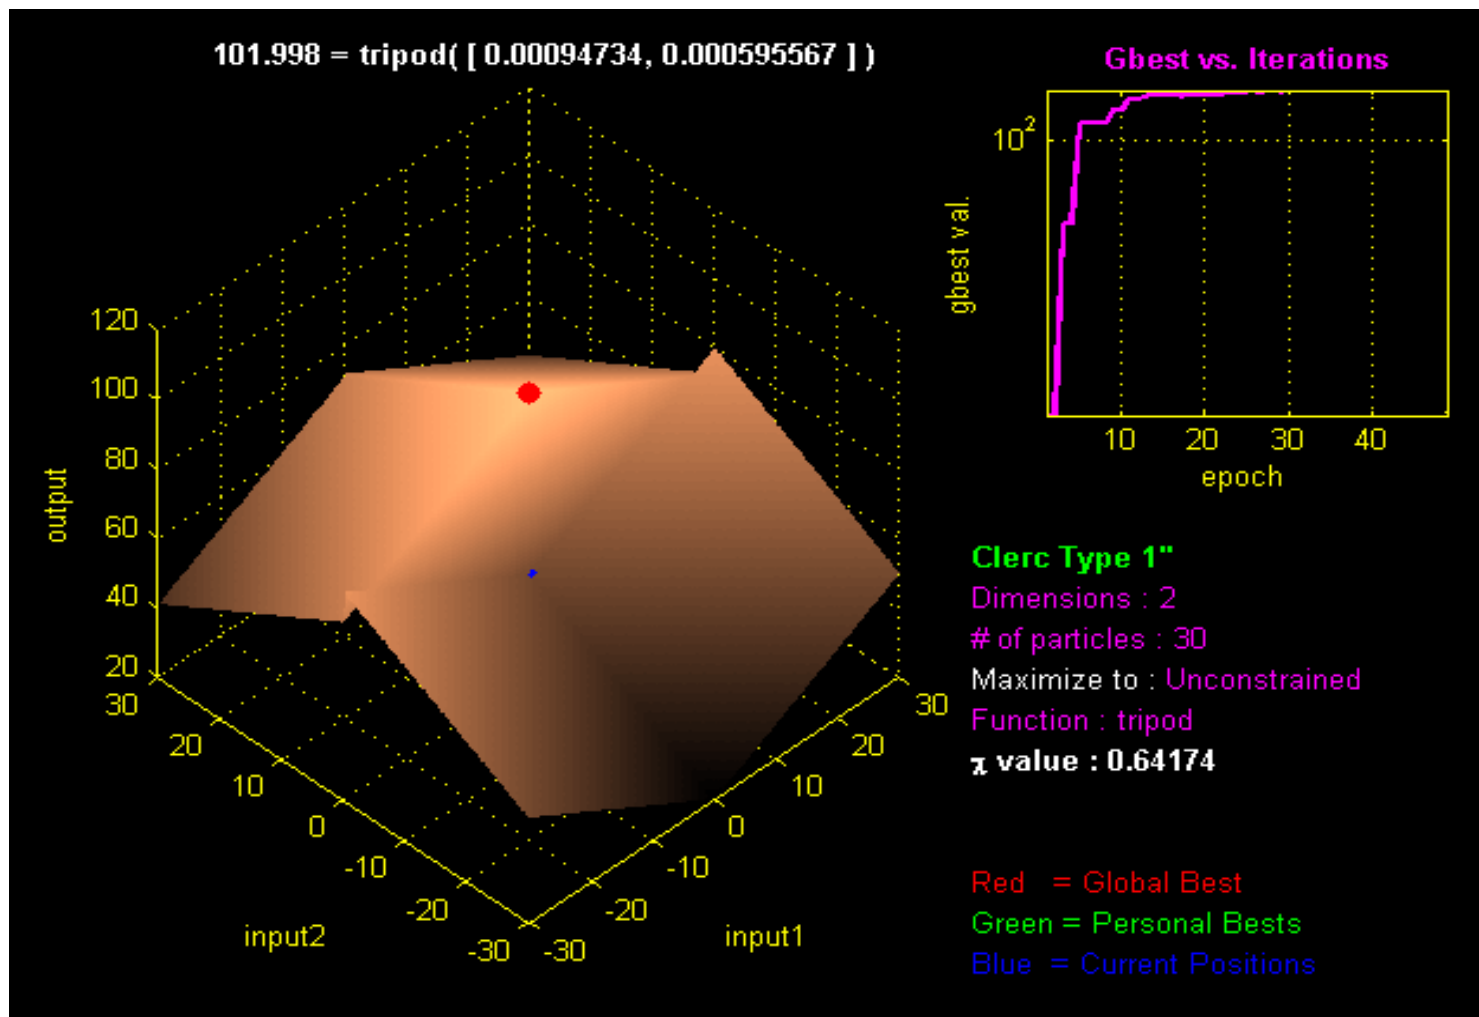 101.998 = tripod( [ 0.00094734, 0.000595567 ] )
output
120
100
80
60
40
20
30
20
10
0
-10
-20
-30
input2
-30
-20
-10
0
10
20
30
input1
Gbest vs. Iterations
gbest val.
10²
10 20 30 40
epoch
Clerc Type 1"
Dimensions : 2
# of particles : 30
Maximize to : Unconstrained
Function : tripod
χ value : 0.64174
Red = Global Best
Green = Personal Bests
Blue = Current Positions